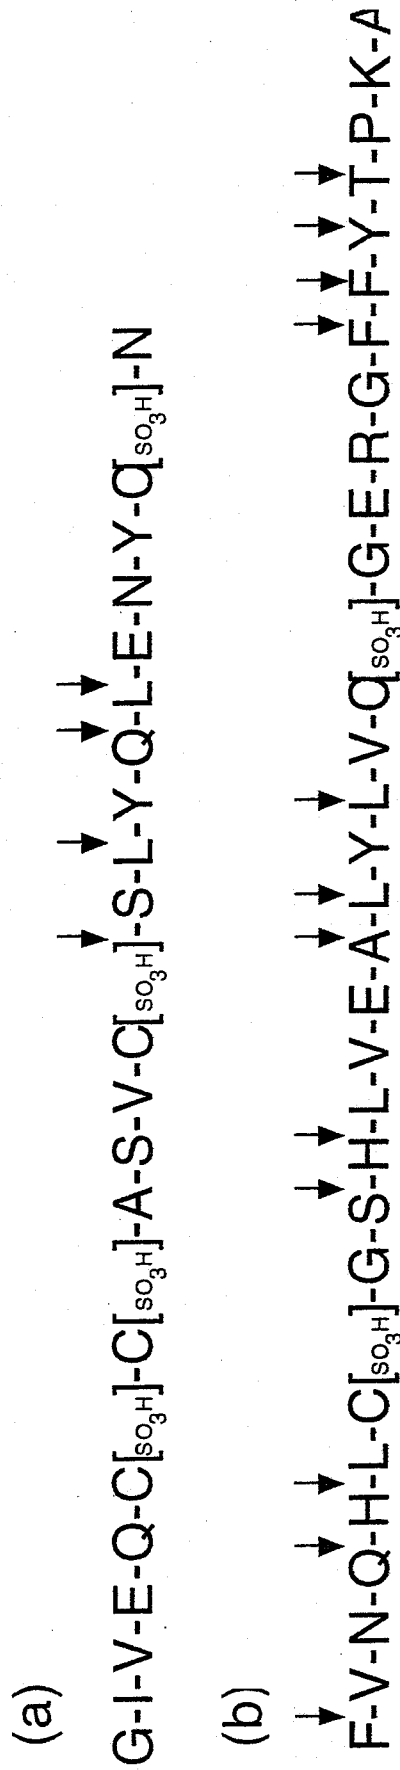 (a)
G-I-V-E-Q-C[SO₃H]-C[SO₃H]-A-S-V-C[SO₃H]-S-L-Y-Q-L-E-N-Y-C[SO₃H]-N
(b)
F-V-N-Q-H-L-C[SO₃H]-G-S-H-L-V-E-A-L-Y-L-V-C[SO₃H]-G-E-R-G-F-F-Y-T-P-K-A